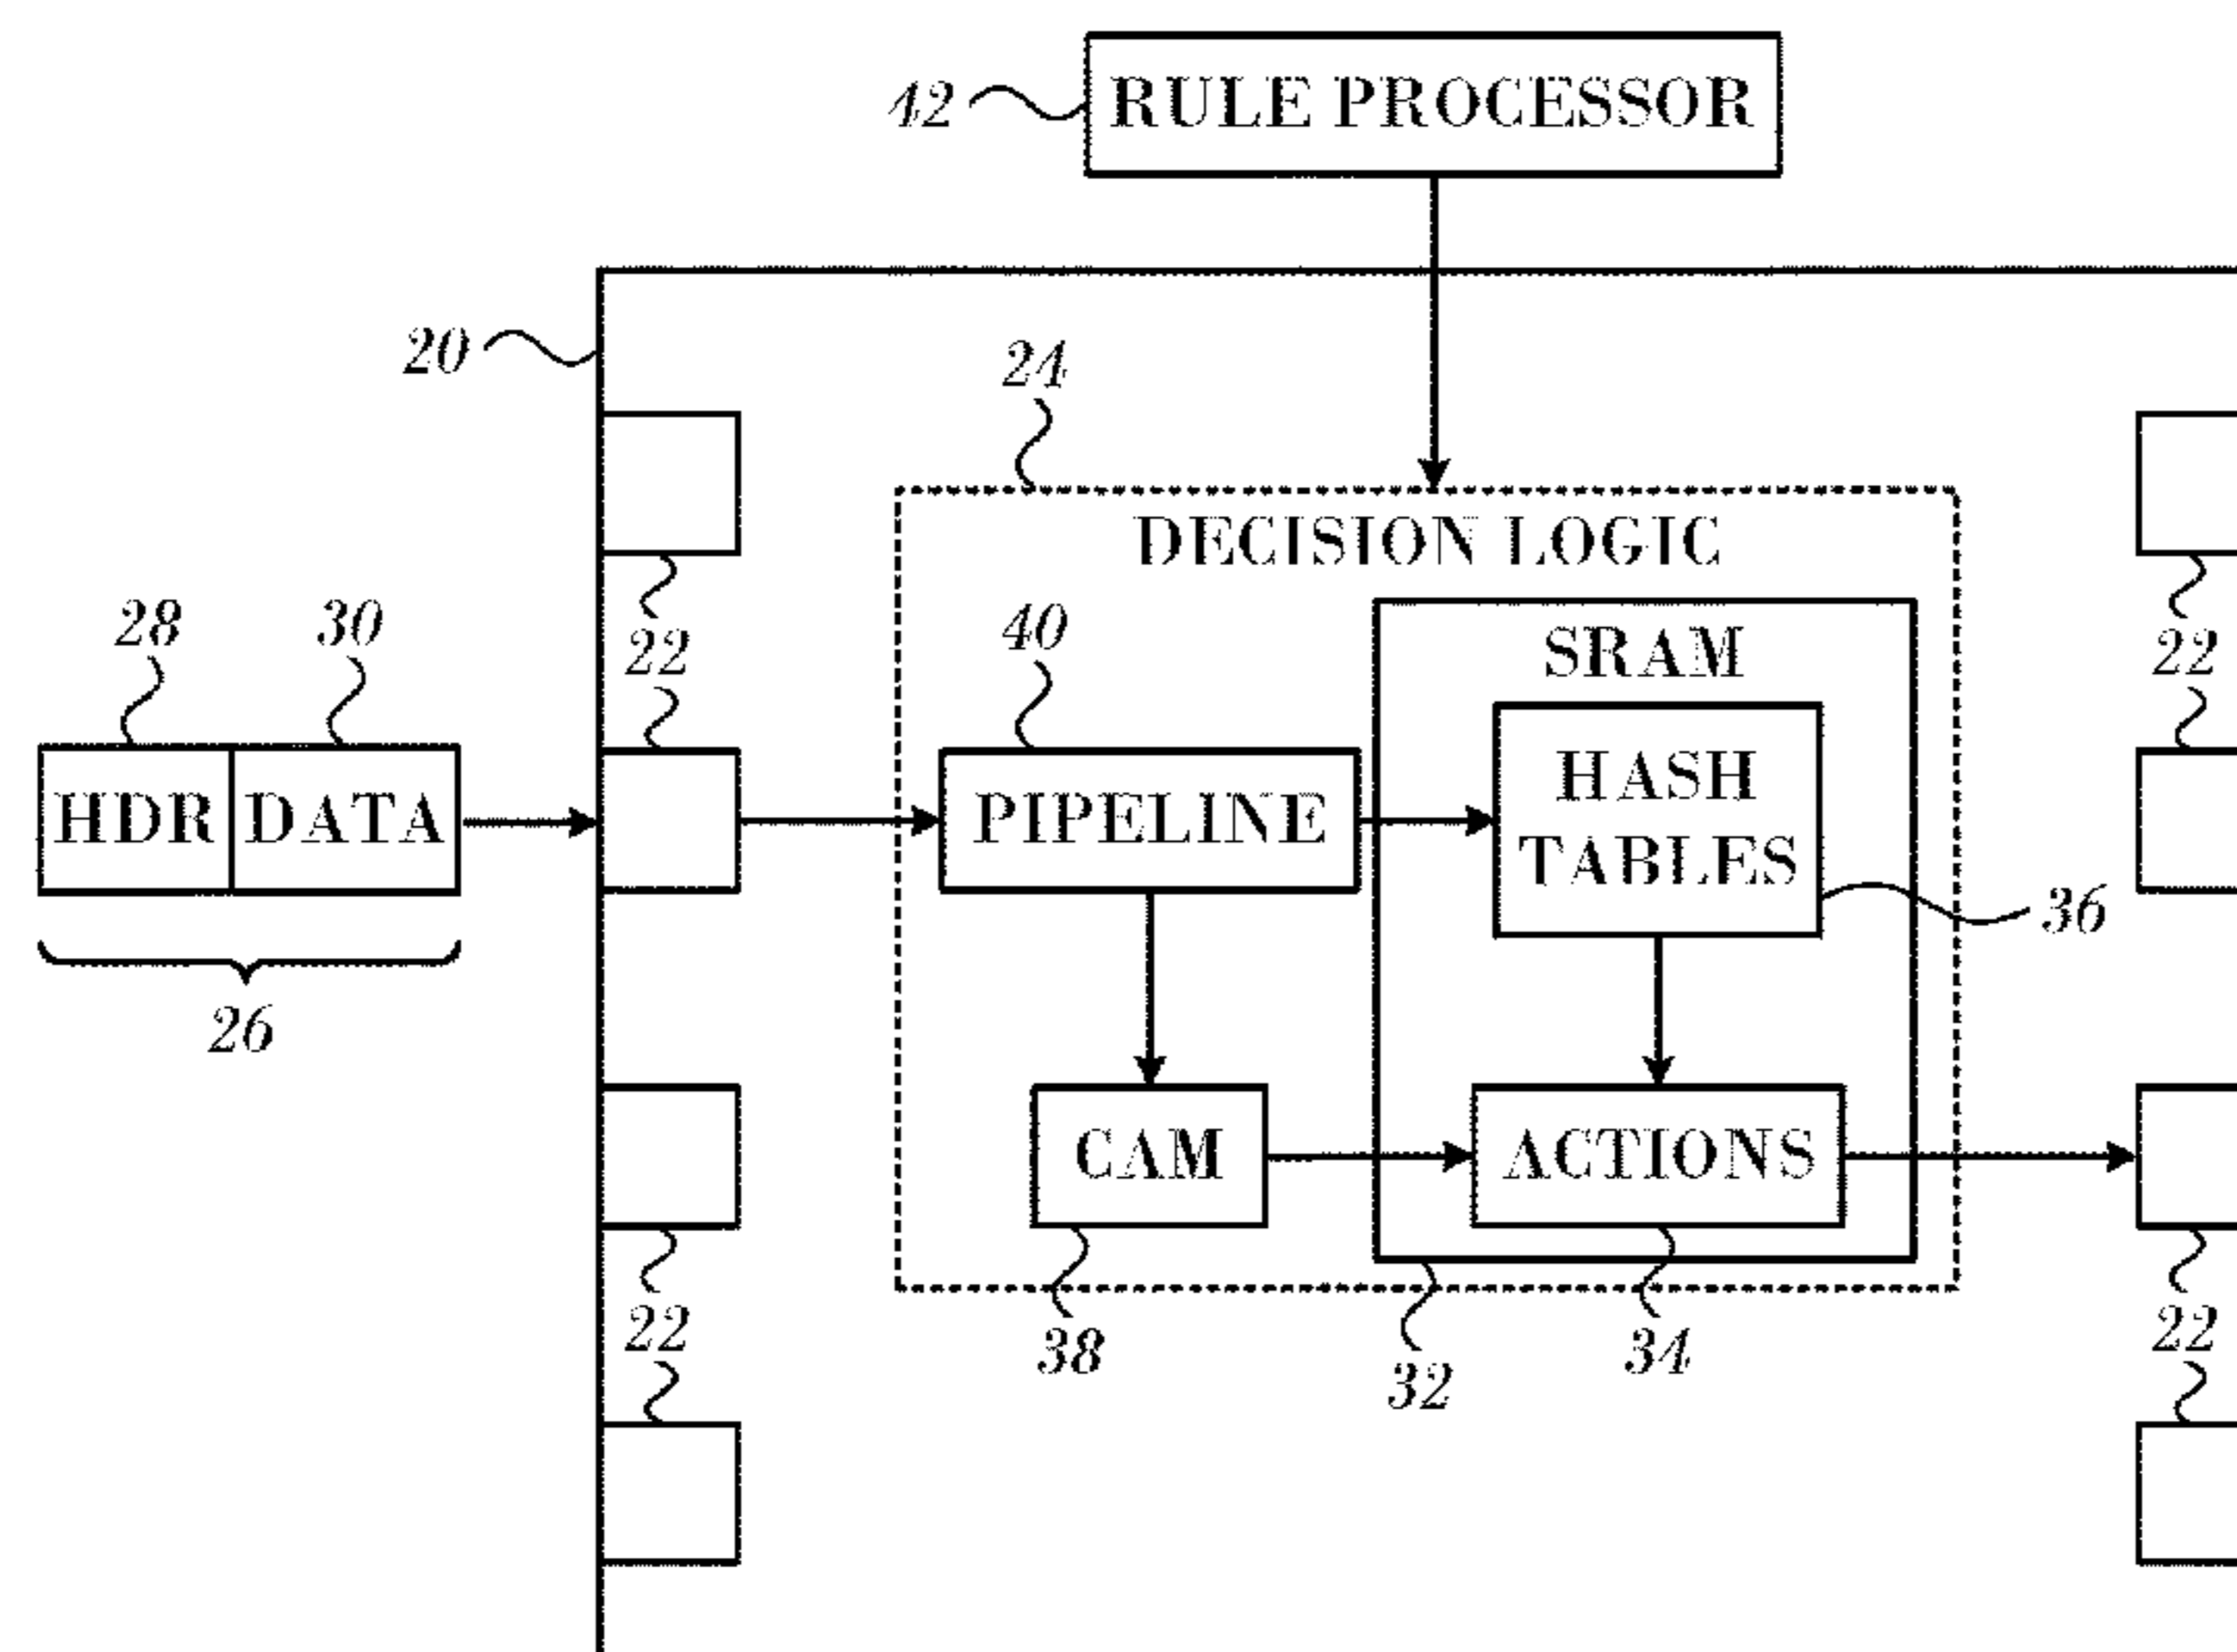 42 RULE PROCESSOR
20
24
DECISION LOGIC
28 30
22
40
SRAM
22
HDR DATA
PIPELINE
HASH
TABLES
36
26
CAM
ACTIONS
22
38
32
34
22